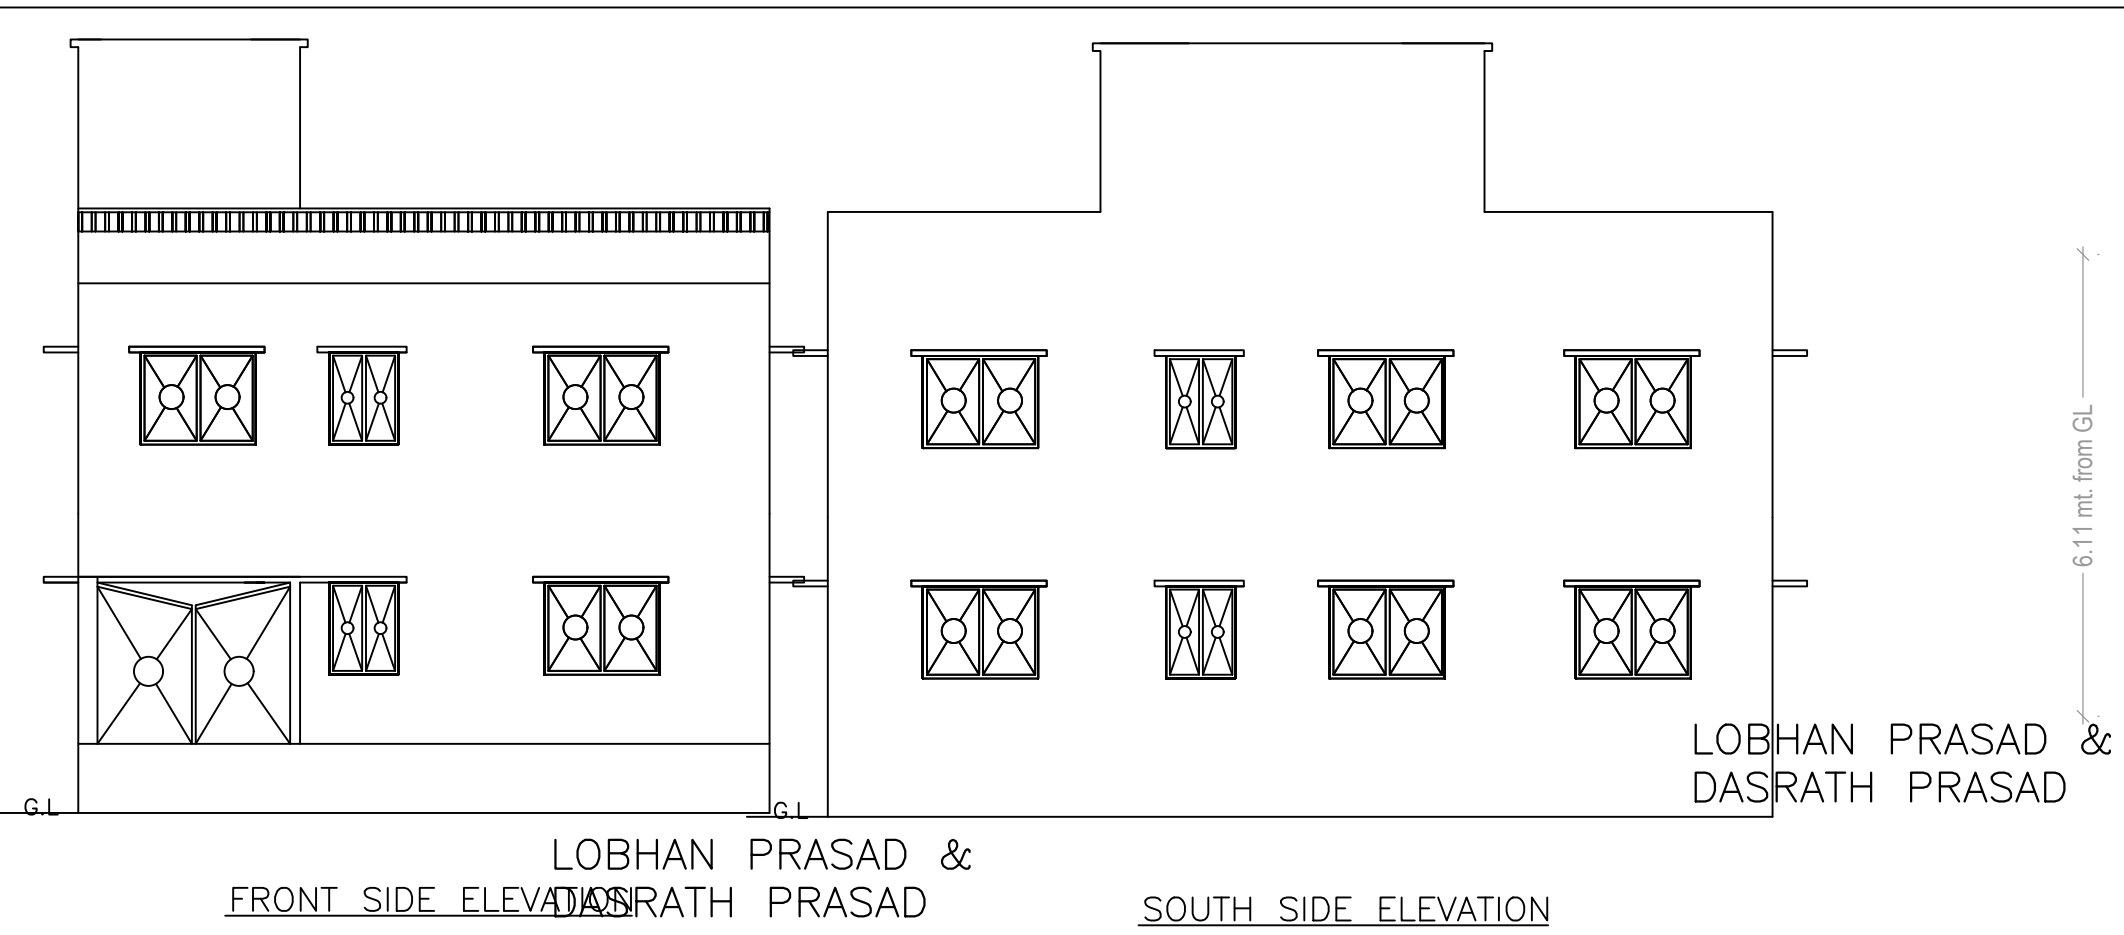 6.11 mt. from GL
LOBHAN PRASAD &
DASRATH PRASAD
G.L
G.L
LOBHAN PRASAD &
DASRATH PRASAD
FRONT SIDE ELEVATION
SOUTH SIDE ELEVATION